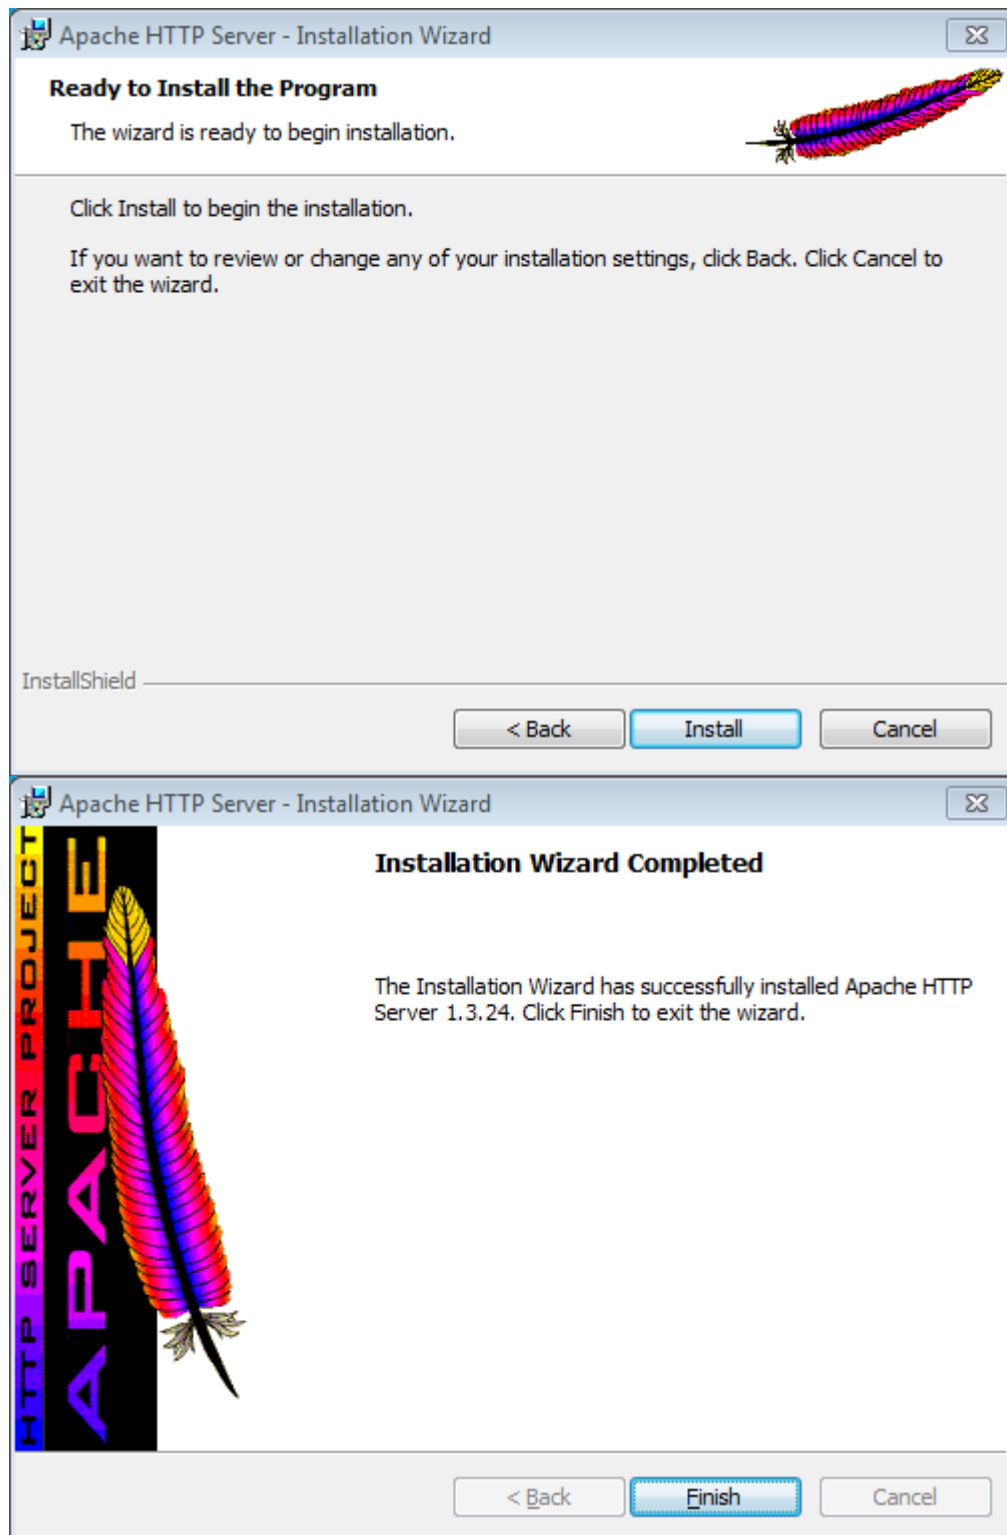 Apache HTTP Server - Installation Wizard
Ready to Install the Program
The wizard is ready to begin installation.
Click Install to begin the installation.
If you want to review or change any of your installation settings, click Back. Click Cancel to
exit the wizard.
InstallShield
< Back
Install
Cancel
Apache HTTP Server - Installation Wizard
HTTP SERVER PROJECT
APACHE
Installation Wizard Completed
The Installation Wizard has successfully installed Apache HTTP
Server 1.3.24. Click Finish to exit the wizard.
< Back
Finish
Cancel